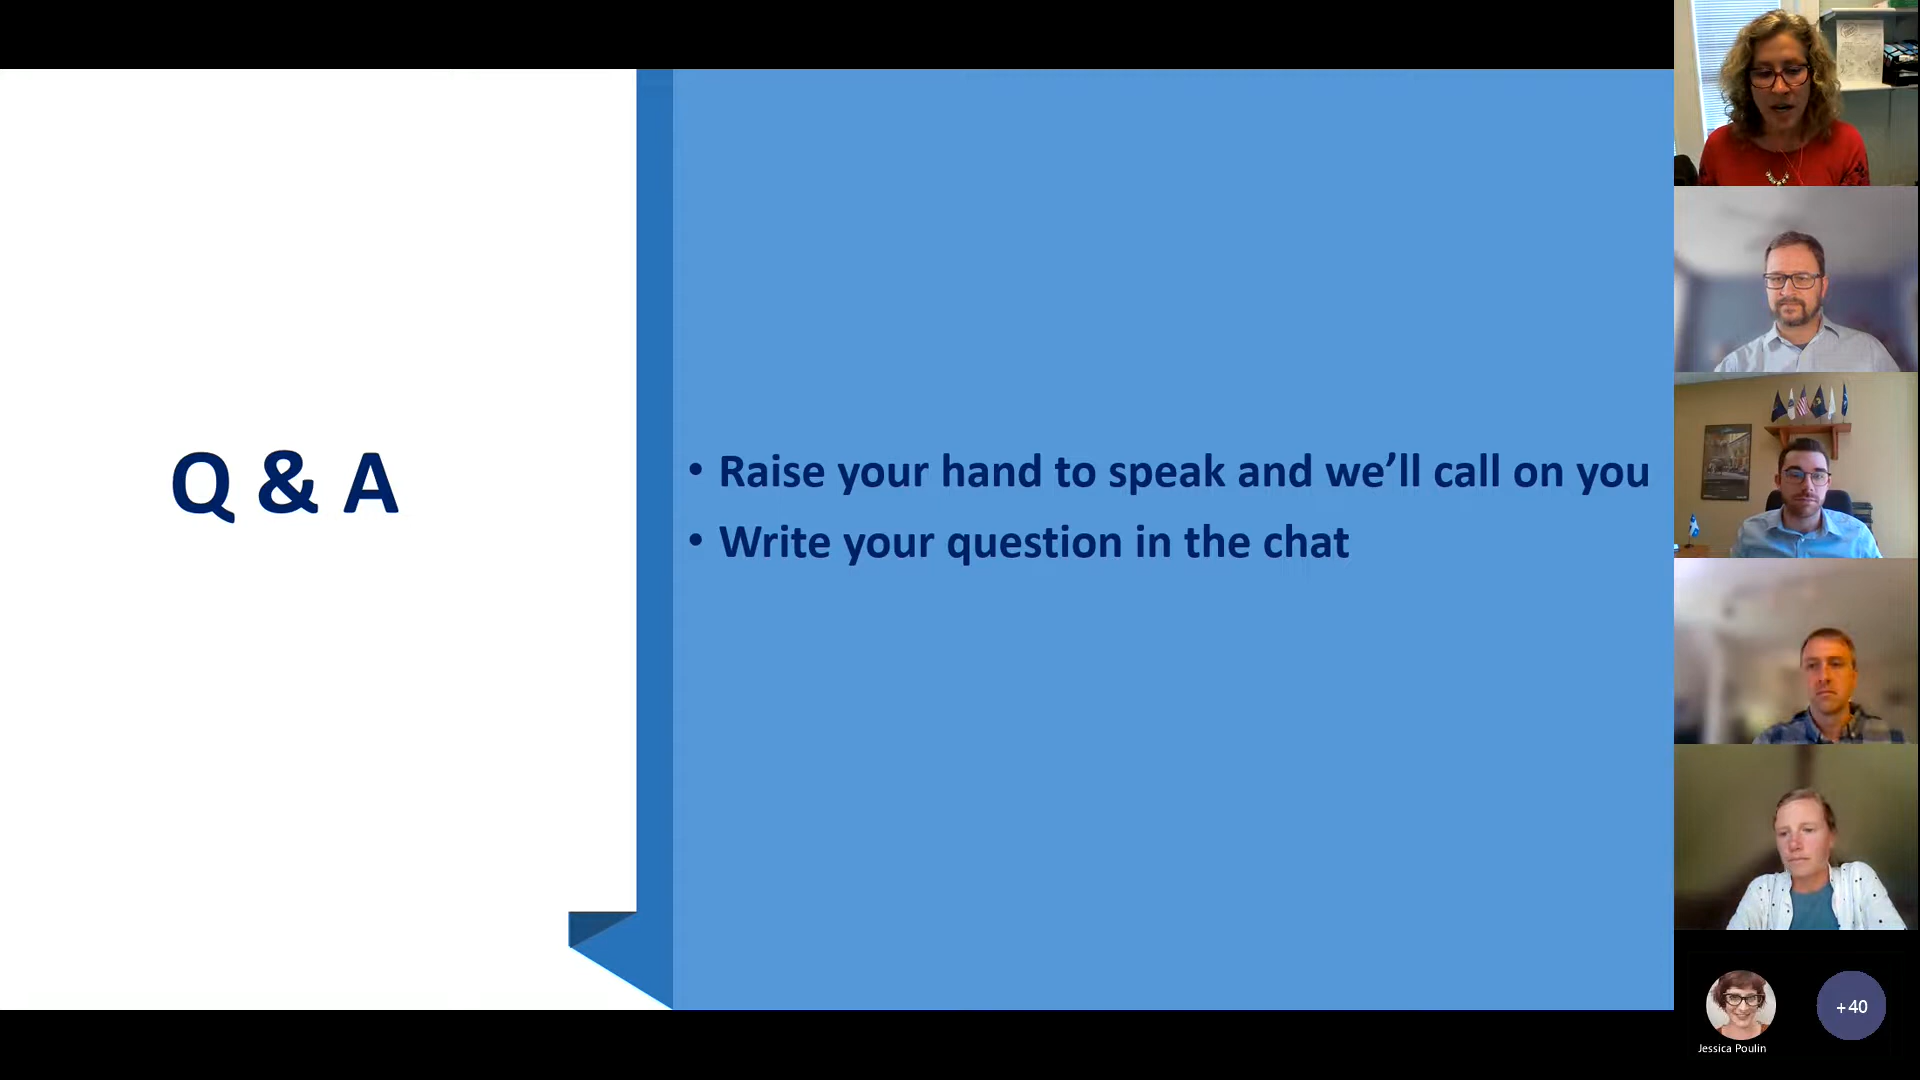 Q & A
• Raise your hand to speak and we’ll call on you
• Write your question in the chat
Jessica Poulin
+40